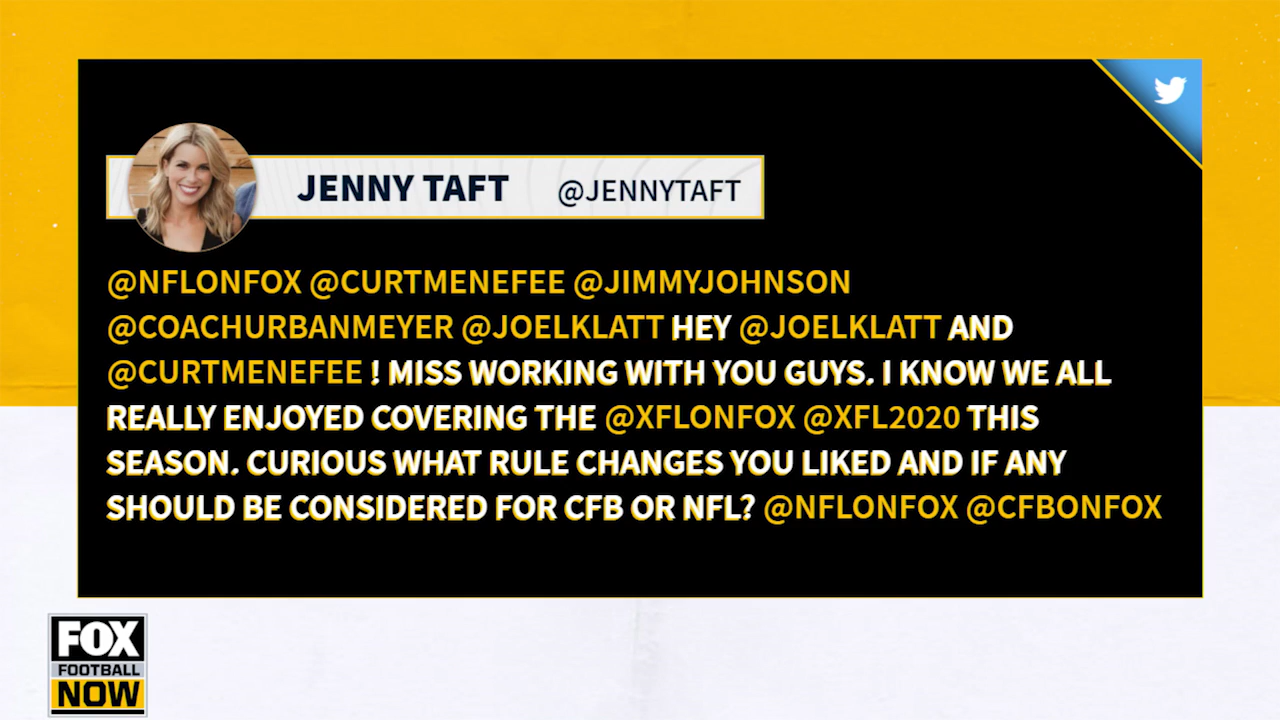 JENNY TAFT @JENNYTAFT
@NFLONFOX @CURTMENEFEE @JIMMYJOHNSON
@COACHURBANMEYER @JOELKLATT HEY @JOELKLATT AND
@CURTMENEFEE ! MISS WORKING WITH YOU GUYS. I KNOW WE ALL
REALLY ENJOYED COVERING THE @XFLONFOX @XFL2020 THIS
SEASON. CURIOUS WHAT RULE CHANGES YOU LIKED AND IF ANY
SHOULD BE CONSIDERED FOR CFB OR NFL? @NFLONFOX @CFBONFOX
FOX
FOOTBALL
NOW